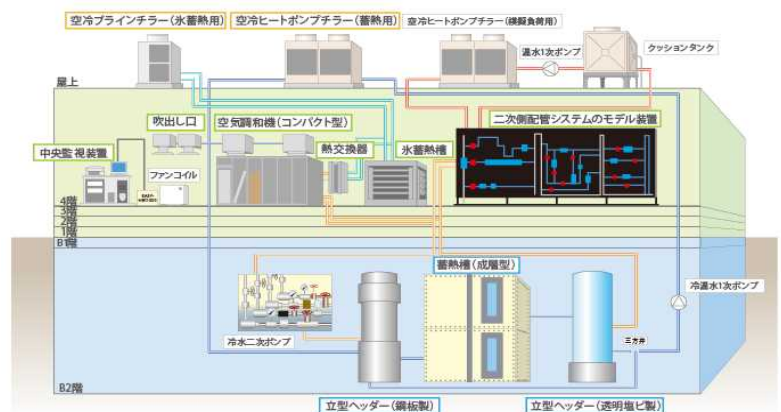 空冷ブラインチラー(氷蓄熱用)
空冷ヒートポンプチラー(蓄熱用)
空冷ヒートポンプチラー(模擬負荷用)
温水1次ポンプ
クッションタンク
屋上
吹出し口
空気調和機(コンパクト型)
二次側配管システムのモデル装置
中央監視装置
熱交換器
氷蓄熱槽
ファンコイル
4階
3階
2階
1階
B1階
蓄熱槽(成層型)
冷温水1次ポンプ
冷水二次ポンプ
三方弁
B2階
立型ヘッダー(鋼板製)
立型ヘッダー(透明塩ビ製)